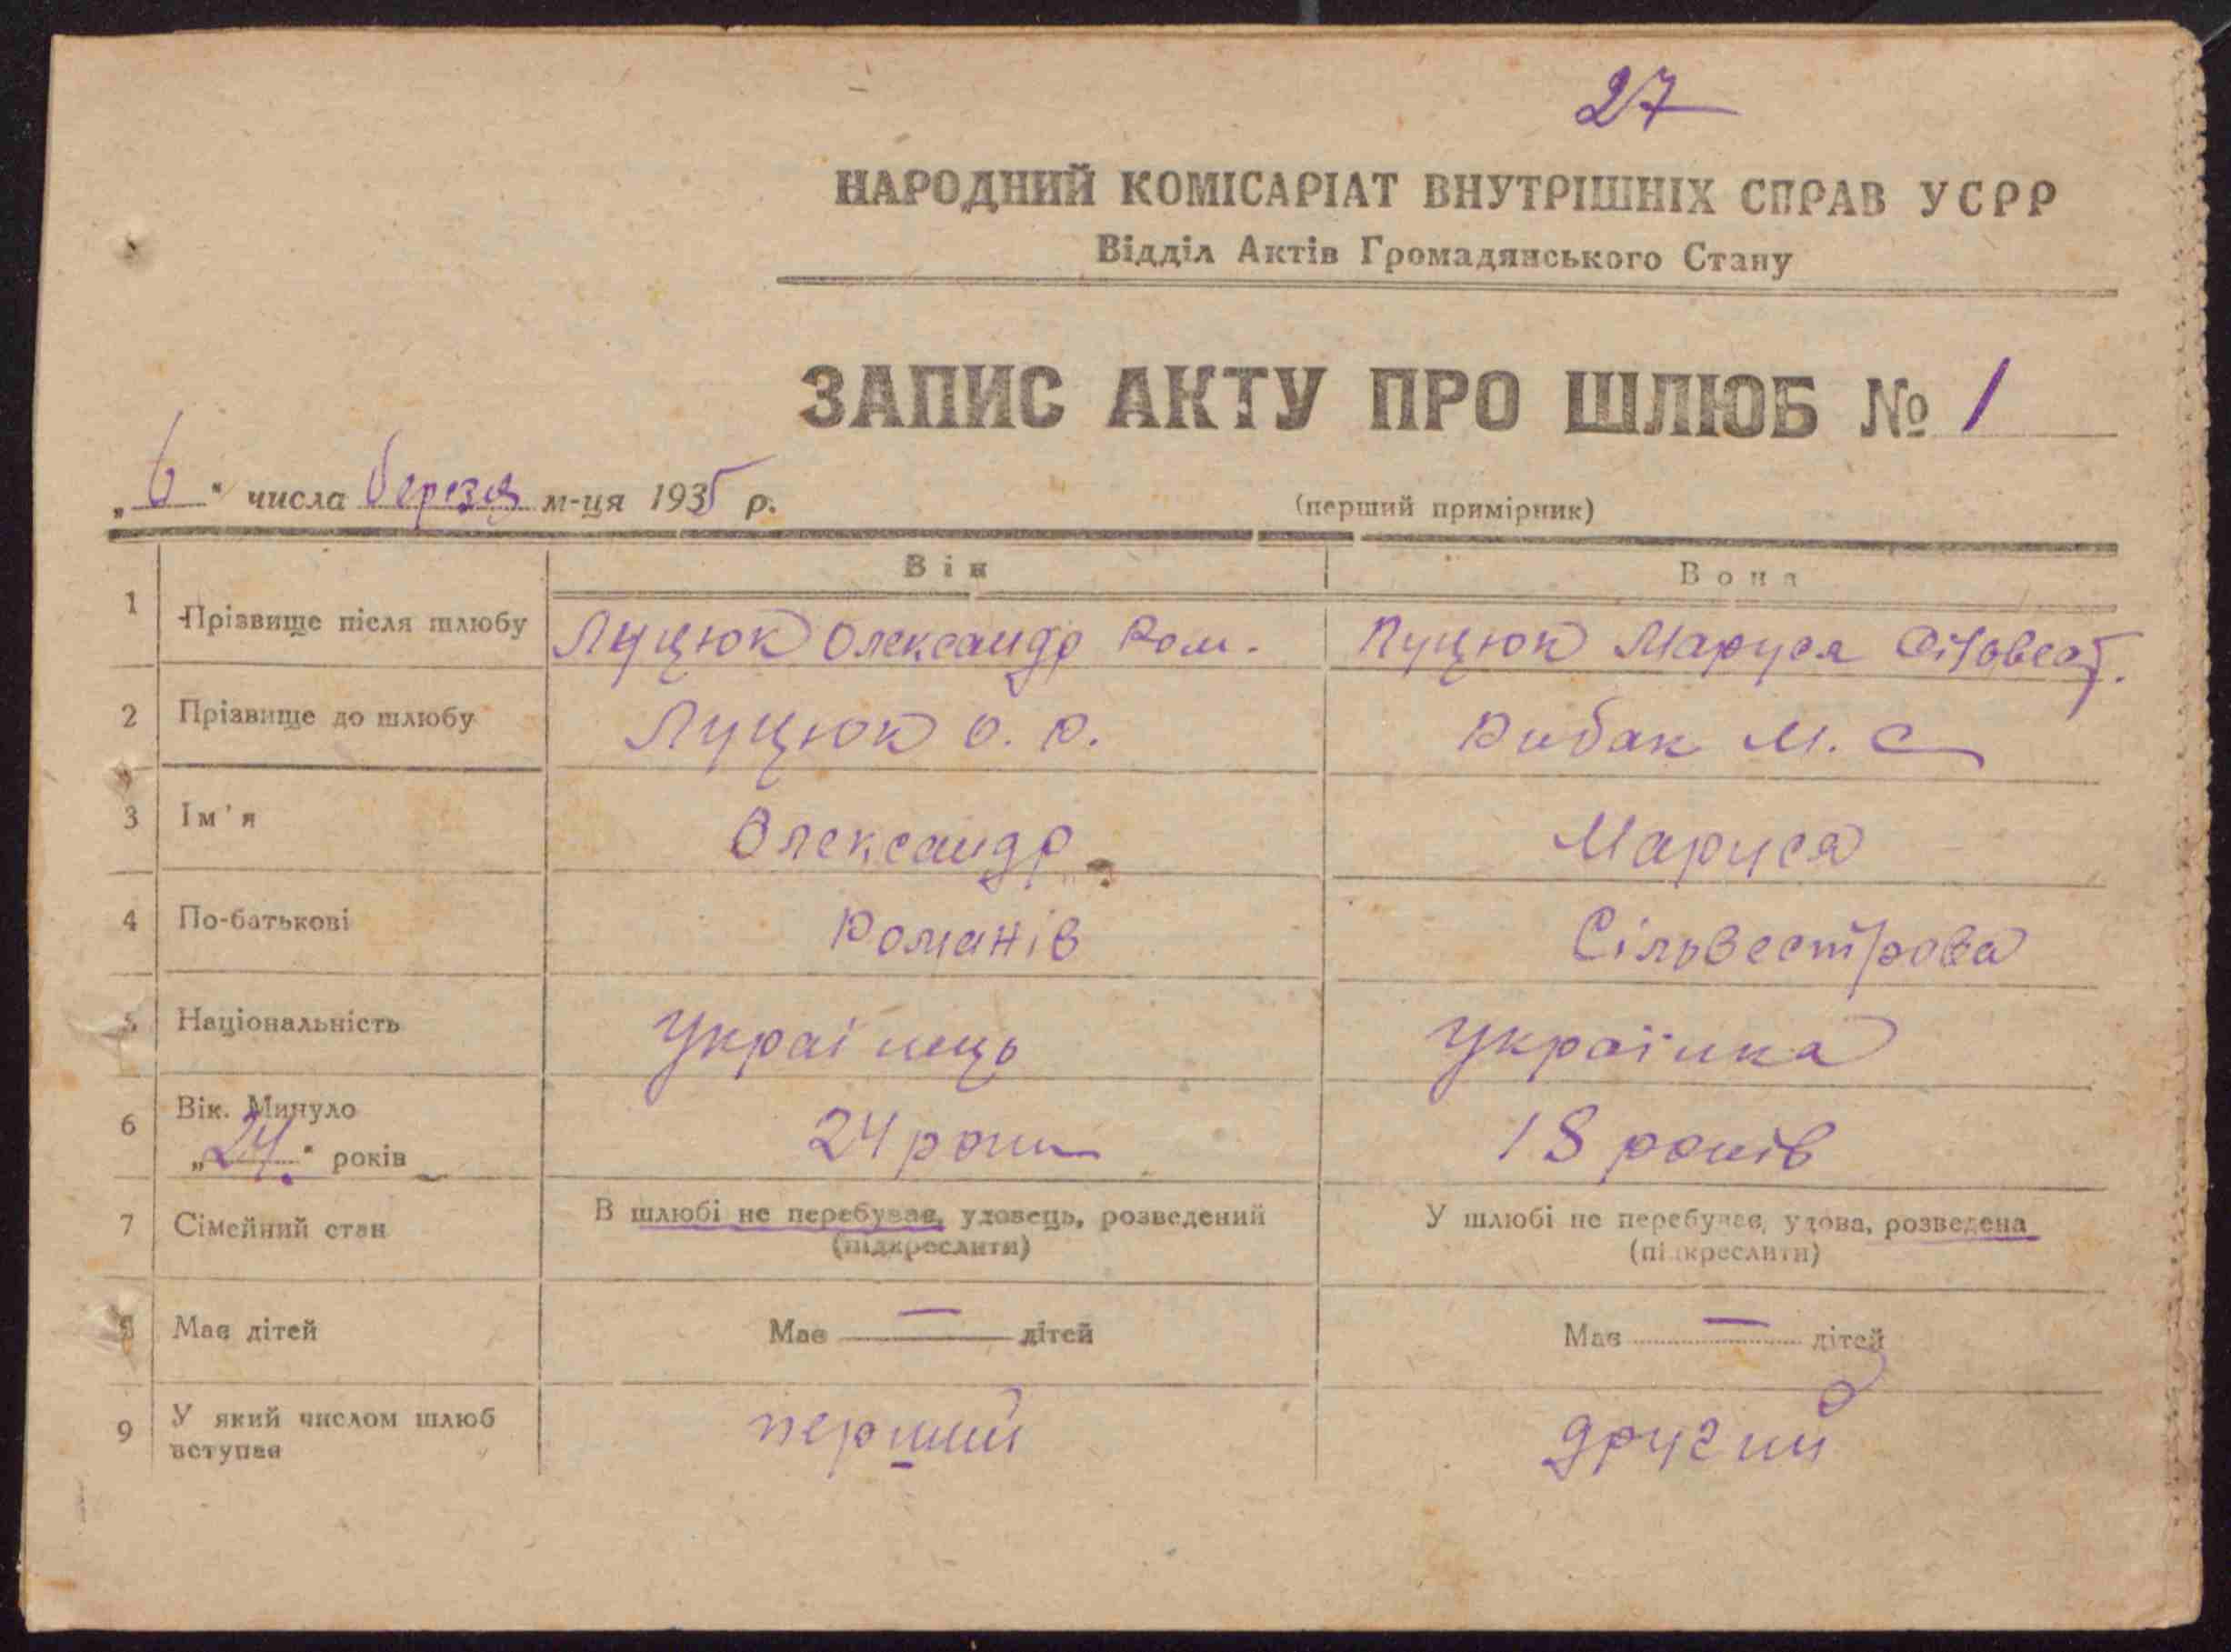 27
НАРОДНИЙ КОМІСАРІАТ ВНУТРІШНІХ СПРАВ УСРР
Відділ Актів Громадянського Стану
ЗАПИС АКТУ ПРО ШЛЮБ № 1
„6“ числа березня м-ця 1935 р.
(перший примірник)
Він Вона
1 Прізвище після шлюбу Луцюк Олександр Ром. Луцюк Маруся Сільвест.
2 Прізвище до шлюбу Луцюк О. Р. Рибак М. С
3 Ім'я Олександр Маруся
4 По-батькові Романів Сільвестрова
5 Національність Українець Українка
6 Вік. Минуло „24“ років 24 роки 18 років
7 Сімейний стан В шлюбі не перебував, удовець, розведений (підкреслити) У шлюбі не перебуває, удова, розведена (підкреслити)
8 Має дітей Має — дітей Має — дітей
9 У який числом шлюб вступає перший другий